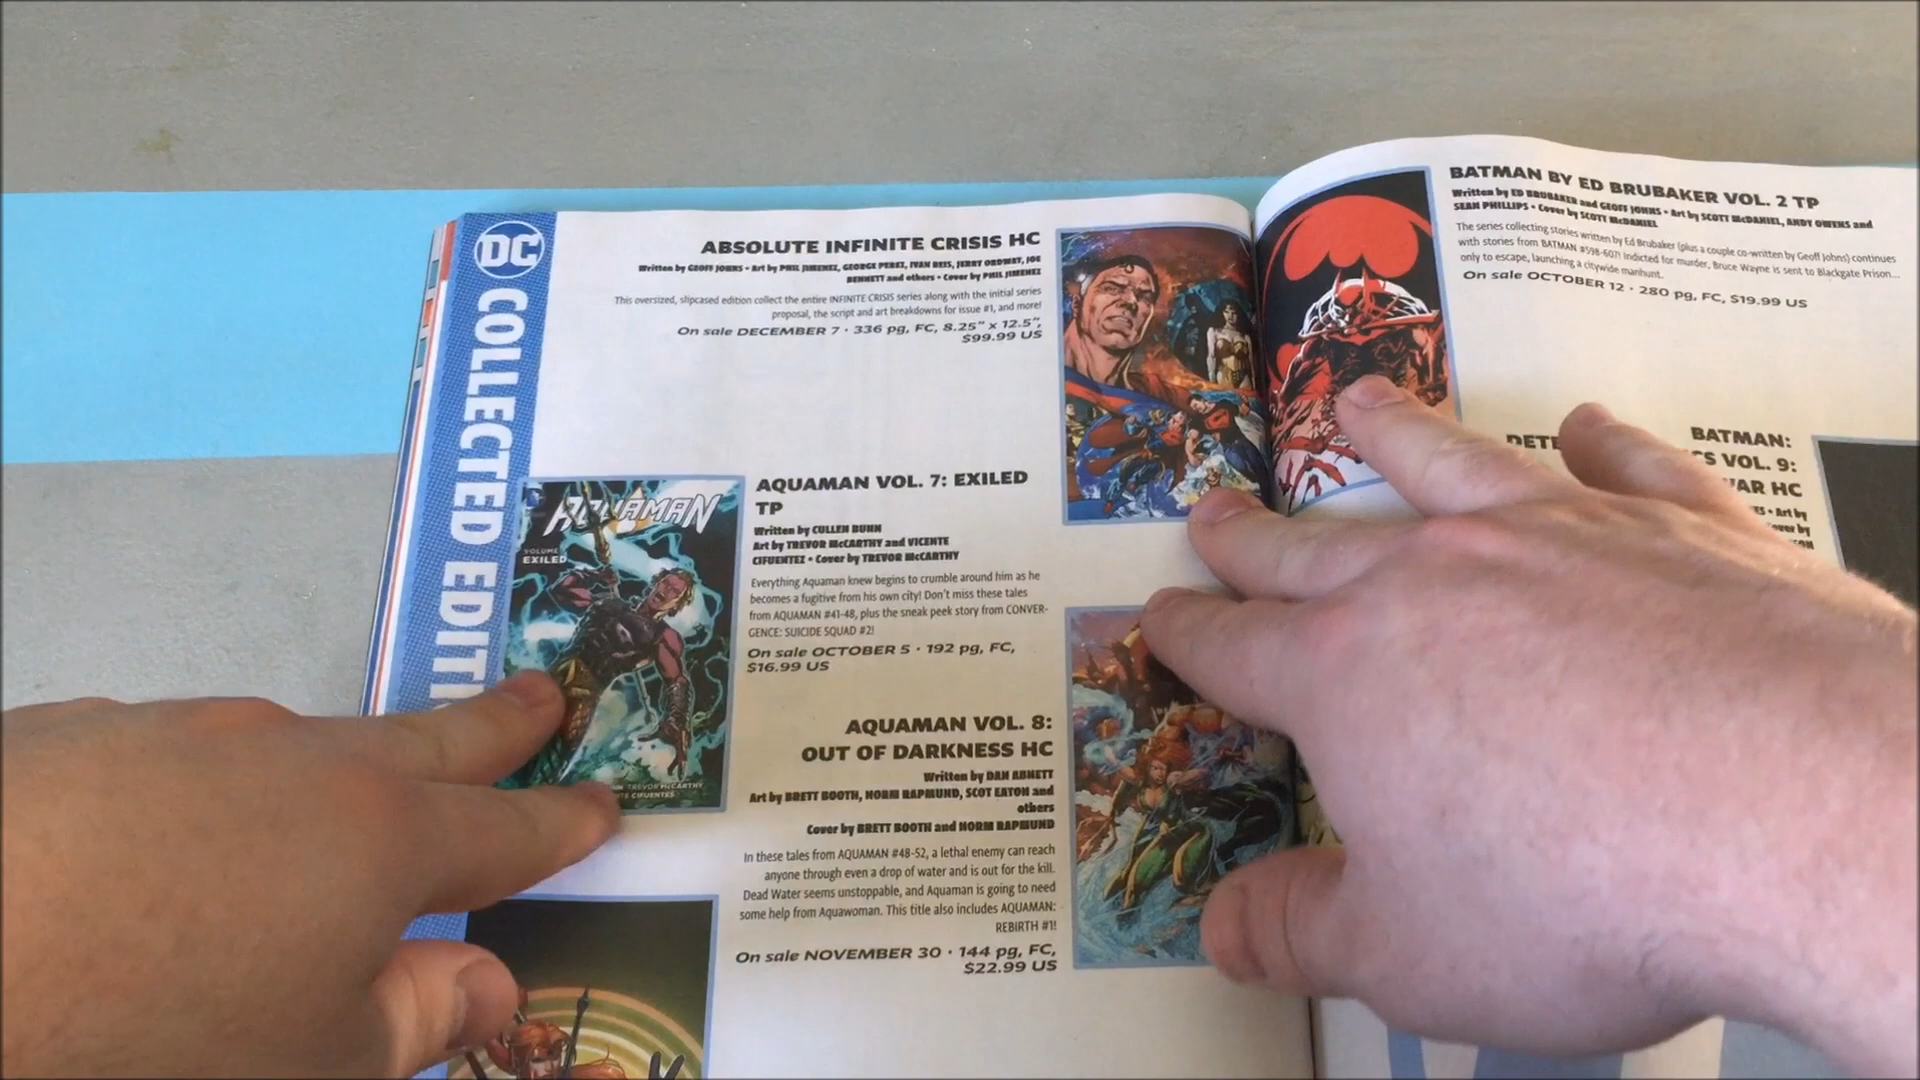 DC
COLLECTED EDITI
ABSOLUTE INFINITE CRISIS HC
Written by GEOFF JOHNS • Art by PHIL JIMENEZ, GEORGE PEREZ, IVAN REIS, JERRY ORDWAY, JOE
BENNETT and others • Cover by PHIL JIMENEZ
This oversized, slipcased edition collect the entire INFINITE CRISIS series along with the initial series
proposal, the script and art breakdowns for issue #1, and more!
On sale DECEMBER 7 • 336 pg, FC, 8.25" x 12.5",
$99.99 US
AQUAMAN
VOLUME
EXILED
TREVOR McCARTHY
CIFUENTES
AQUAMAN VOL. 7: EXILED
TP
Written by CULLEN BUNN
Art by TREVOR McCARTHY and VICENTE
CIFUENTEZ • Cover by TREVOR McCARTHY
Everything Aquaman knew begins to crumble around him as he
becomes a fugitive from his own city! Don't miss these tales
from AQUAMAN #41-48, plus the sneak peek story from CONVER-
GENCE: SUICIDE SQUAD #2!
On sale OCTOBER 5 • 192 pg, FC,
$16.99 US
AQUAMAN VOL. 8:
OUT OF DARKNESS HC
Written by DAN ABNETT
Art by BRETT BOOTH, NORM RAPMUND, SCOT EATON and
others
Cover by BRETT BOOTH and NORM RAPMUND
In these tales from AQUAMAN #48-52, a lethal enemy can reach
anyone through even a drop of water and is out for the kill.
Dead Water seems unstoppable, and Aquaman is going to need
some help from Aquawoman. This title also includes AQUAMAN:
REBIRTH #1!
On sale NOVEMBER 30 • 144 pg, FC,
$22.99 US
BATMAN BY ED BRUBAKER VOL. 2 TP
Written by ED BRUBAKER and GEOFF JOHNS • Art by SCOTT McDANIEL, ANDY OWENS and
SEAN PHILLIPS • Cover by SCOTT McDANIEL
The series collecting stories written by Ed Brubaker (plus a couple co-written by Geoff Johns) continues
with stories from BATMAN #598-607! Indicted for murder, Bruce Wayne is sent to Blackgate Prison...
only to escape, launching a citywide manhunt.
On sale OCTOBER 12 • 280 pg, FC, $19.99 US
BATMAN:
DETE CS VOL. 9:
AR HC
• Art by